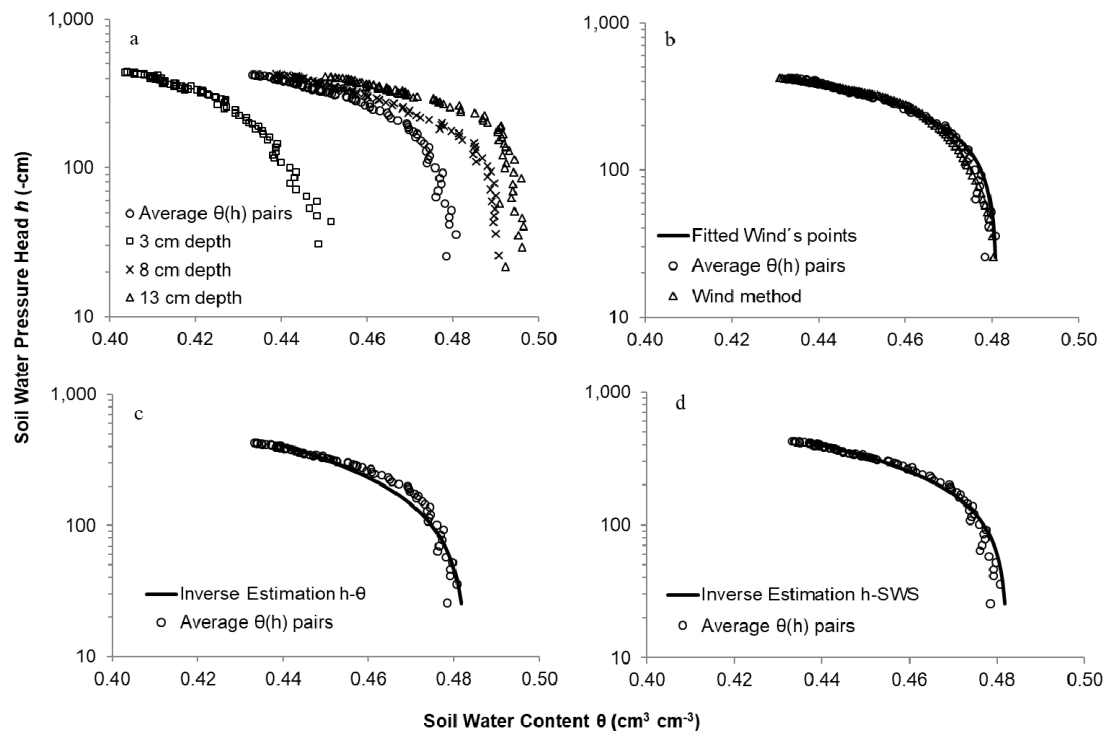 Soil Water Pressure Head h (-cm)
1,000
100
10
a
Average θ(h) pairs
3 cm depth
8 cm depth
13 cm depth
0.40 0.42 0.44 0.46 0.48 0.50
1,000
100
10
b
Fitted Wind´s points
Average θ(h) pairs
Wind method
0.40 0.42 0.44 0.46 0.48 0.50
1,000
100
10
c
Inverse Estimation h-θ
Average θ(h) pairs
0.40 0.42 0.44 0.46 0.48 0.50
1,000
100
10
d
Inverse Estimation h-SWS
Average θ(h) pairs
0.40 0.42 0.44 0.46 0.48 0.50
Soil Water Content θ (cm³ cm⁻³)